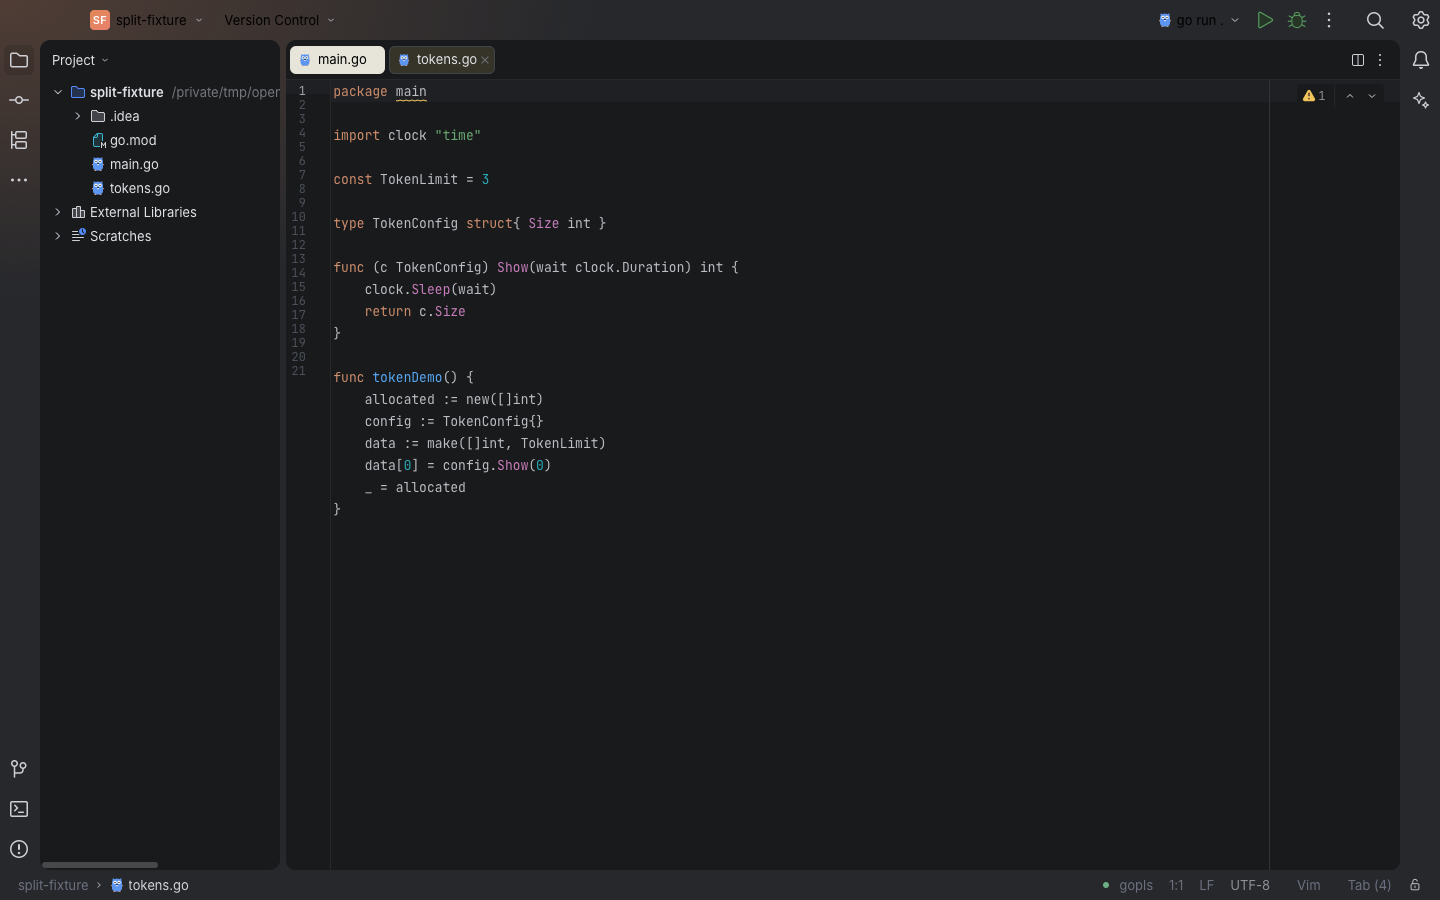 SF split-fixture Version Control go run .
Project main.go tokens.go
split-fixture /private/tmp/oper
.idea
go.mod
main.go
tokens.go
External Libraries
Scratches
1 package main
2
3 import clock "time"
4
5 const TokenLimit = 3
6
7 type TokenConfig struct{ Size int }
8
9 func (c TokenConfig) Show(wait clock.Duration) int {
10 clock.Sleep(wait)
11 return c.Size
12 }
13
14 func tokenDemo() {
15 allocated := new([]int)
16 config := TokenConfig{}
17 data := make([]int, TokenLimit)
18 data[0] = config.Show(0)
19 _ = allocated
20 }
21
1
split-fixture › tokens.go gopls 1:1 LF UTF-8 Vim Tab (4)